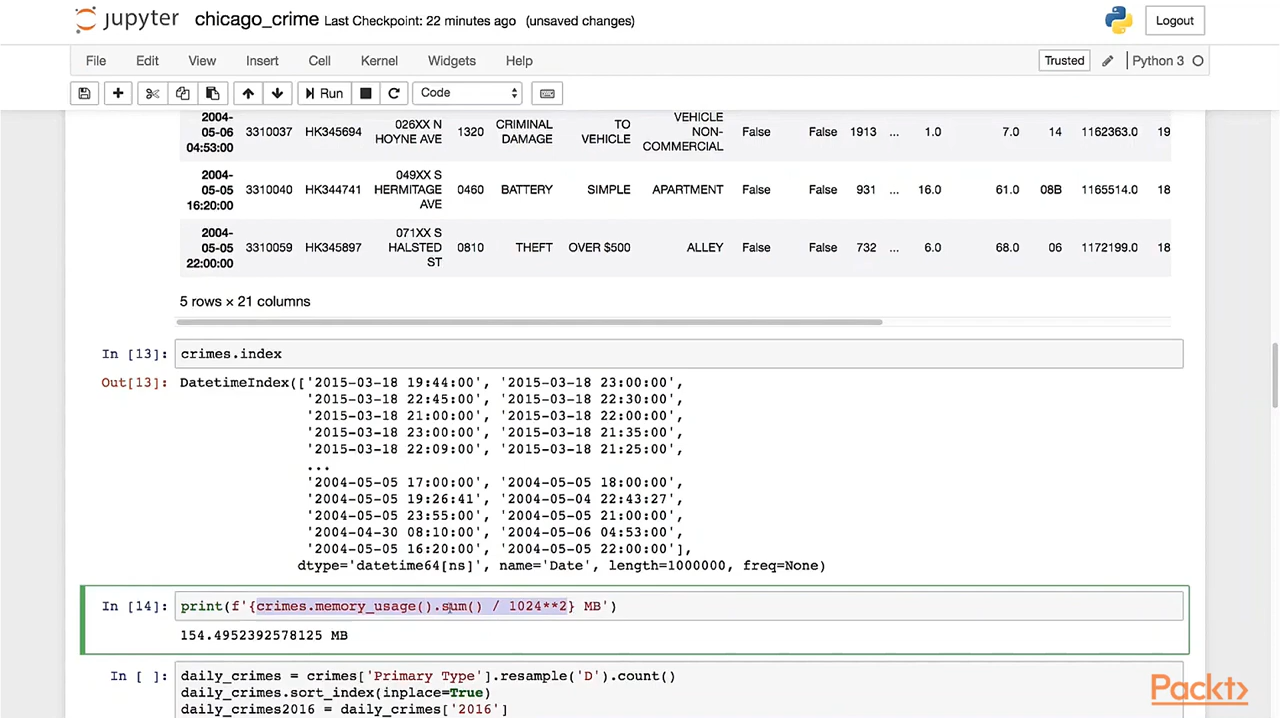 jupyter chicago_crime Last Checkpoint: 22 minutes ago (unsaved changes) Logout
File Edit View Insert Cell Kernel Widgets Help Trusted Python 3
Run Code
2004-05-06 04:53:00 3310037 HK345694 026XX N HOYNE AVE 1320 CRIMINAL DAMAGE TO VEHICLE VEHICLE NON-COMMERCIAL False False 1913 ... 1.0 7.0 14 1162363.0 19
2004-05-05 16:20:00 3310040 HK344741 049XX S HERMITAGE AVE 0460 BATTERY SIMPLE APARTMENT False False 931 ... 16.0 61.0 08B 1165514.0 18
2004-05-05 22:00:00 3310059 HK345897 071XX S HALSTED ST 0810 THEFT OVER $500 ALLEY False False 732 ... 6.0 68.0 06 1172199.0 18
5 rows × 21 columns
In [13]: crimes.index
Out[13]: DatetimeIndex(['2015-03-18 19:44:00', '2015-03-18 23:00:00',
'2015-03-18 22:45:00', '2015-03-18 22:30:00',
'2015-03-18 21:00:00', '2015-03-18 22:00:00',
'2015-03-18 23:00:00', '2015-03-18 21:35:00',
'2015-03-18 22:09:00', '2015-03-18 21:25:00',
...
'2004-05-05 17:00:00', '2004-05-05 18:00:00',
'2004-05-05 19:26:41', '2004-05-04 22:43:27',
'2004-05-05 23:55:00', '2004-05-05 21:00:00',
'2004-04-30 08:10:00', '2004-05-06 04:53:00',
'2004-05-05 16:20:00', '2004-05-05 22:00:00'],
dtype='datetime64[ns]', name='Date', length=1000000, freq=None)
In [14]: print(f'{crimes.memory_usage().sum() / 1024**2} MB')
154.4952392578125 MB
In [ ]: daily_crimes = crimes['Primary Type'].resample('D').count()
daily_crimes.sort_index(inplace=True)
daily_crimes2016 = daily_crimes['2016']
Packt>